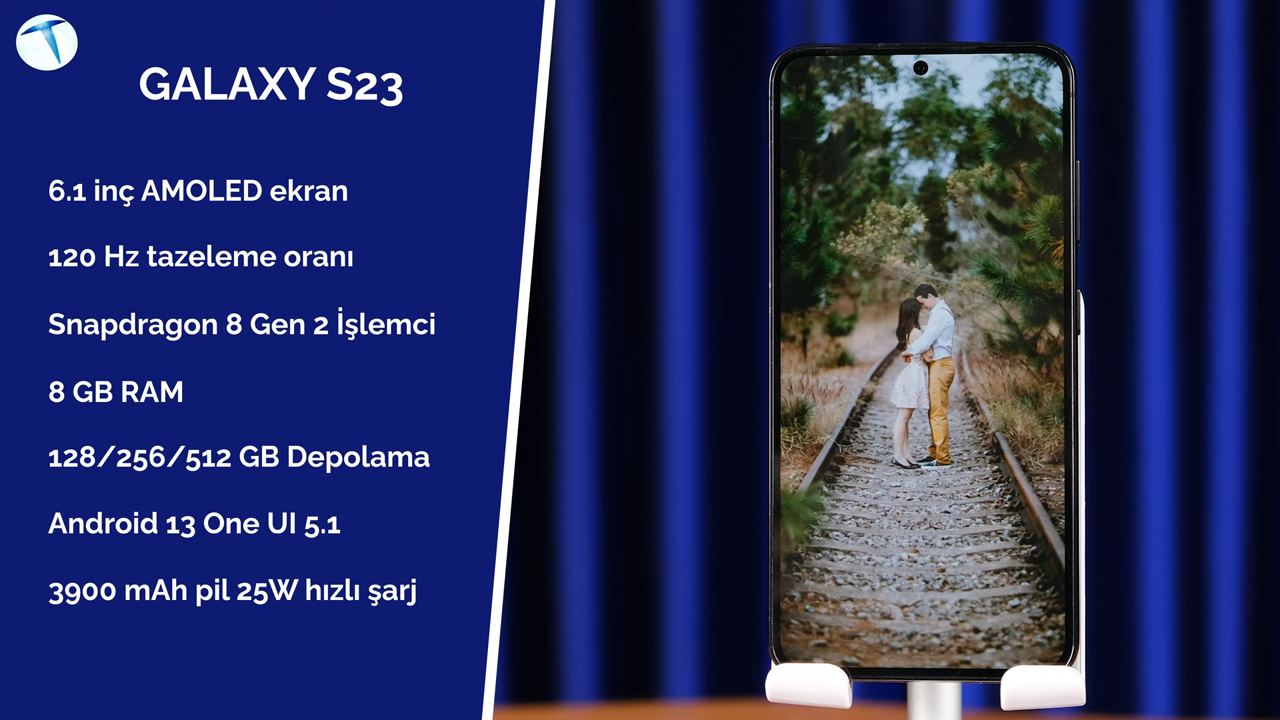 GALAXY S23
6.1 inç AMOLED ekran
120 Hz tazeleme oranı
Snapdragon 8 Gen 2 İşlemci
8 GB RAM
128/256/512 GB Depolama
Android 13 One UI 5.1
3900 mAh pil 25W hızlı şarj